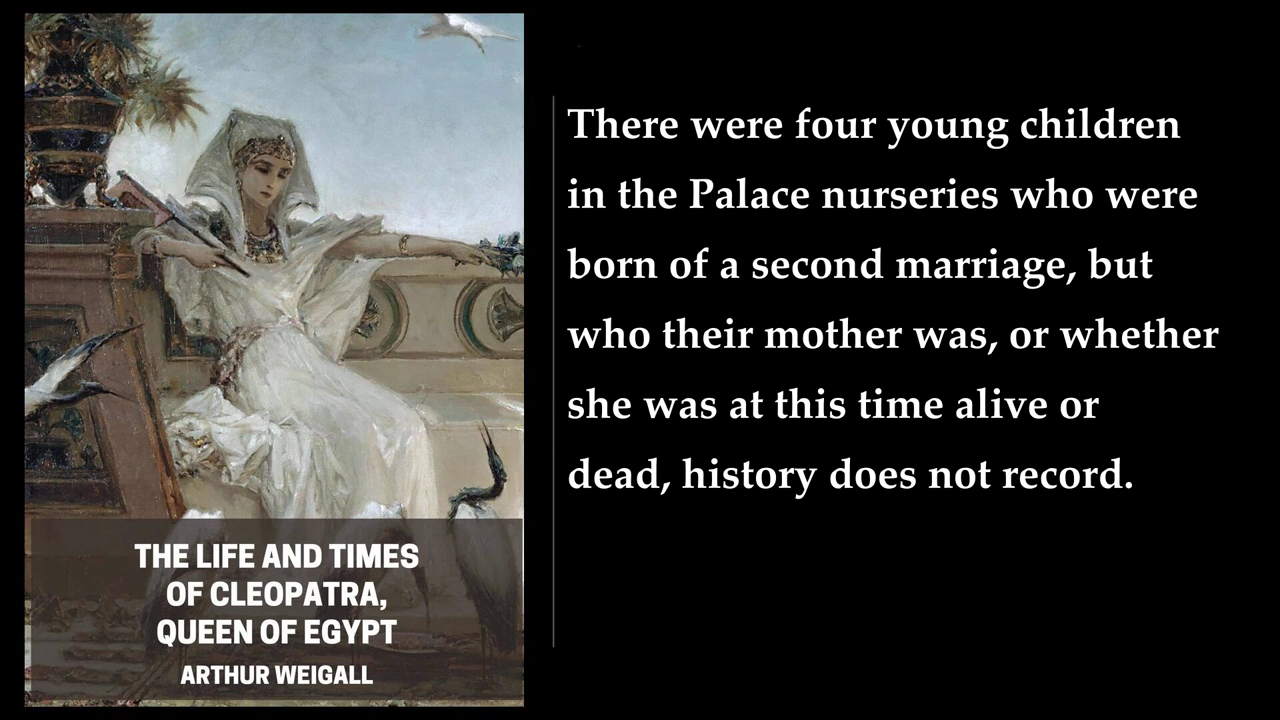 THE LIFE AND TIMES
OF CLEOPATRA,
QUEEN OF EGYPT
ARTHUR WEIGALL
There were four young children
in the Palace nurseries who were
born of a second marriage, but
who their mother was, or whether
she was at this time alive or
dead, history does not record.